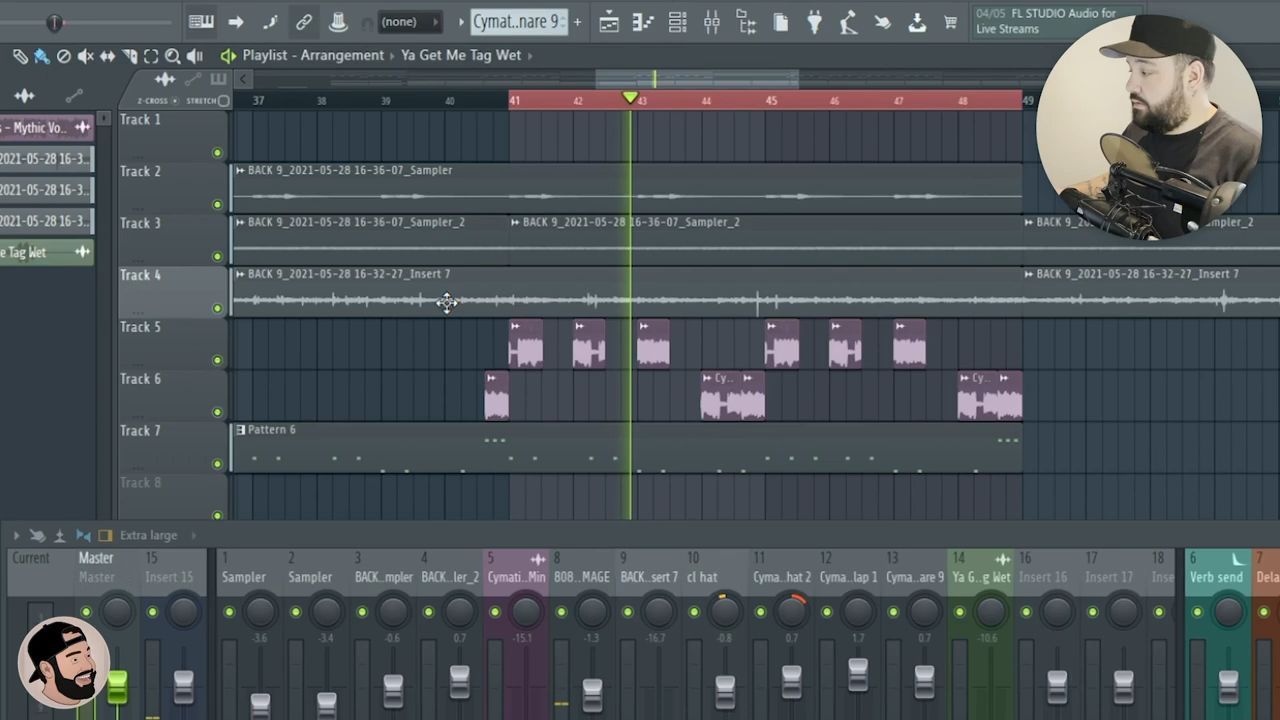 (none)
Cymat..nare 9
04/05 FL STUDIO Audio for
Live Streams
Playlist - Arrangement › Ya Get Me Tag Wet ›
Z-CROSS STRETCH
37 38 39 40 41 42 43 44 45 46 47 48 49
Track 1
s - Mythic Vo..
2021-05-28 16-3..
2021-05-28 16-3..
2021-05-28 16-3..
e Tag Wet
Track 2
BACK 9_2021-05-28 16-36-07_Sampler
Track 3
BACK 9_2021-05-28 16-36-07_Sampler_2
BACK 9_2021-05-28 16-36-07_Sampler_2
Track 4
BACK 9_2021-05-28 16-32-27_Insert 7
BACK 9_2021-05-28 16-32-27_Insert 7
Track 5
Track 6
Cy..
Cy..
Track 7
Pattern 6
Track 8
Extra large
Current Master 15 1 2 3 4 5 8 9 10 11 12 13 14 16 17 18 6 7
Master Insert 15 Sampler Sampler BACK..mpler BACK..ler_2 Cymati..Min 808..MAGE BACK..sert 7 cl hat Cyma..hat 2 Cyma..lap 1 Cyma..are 9 Ya G..g Wet Insert 16 Insert 17 Inse Verb send Dela
-3.6 -3.4 -0.6 0.7 -15.1 -1.3 -16.7 -0.8 0.7 1.7 0.7 -10.6